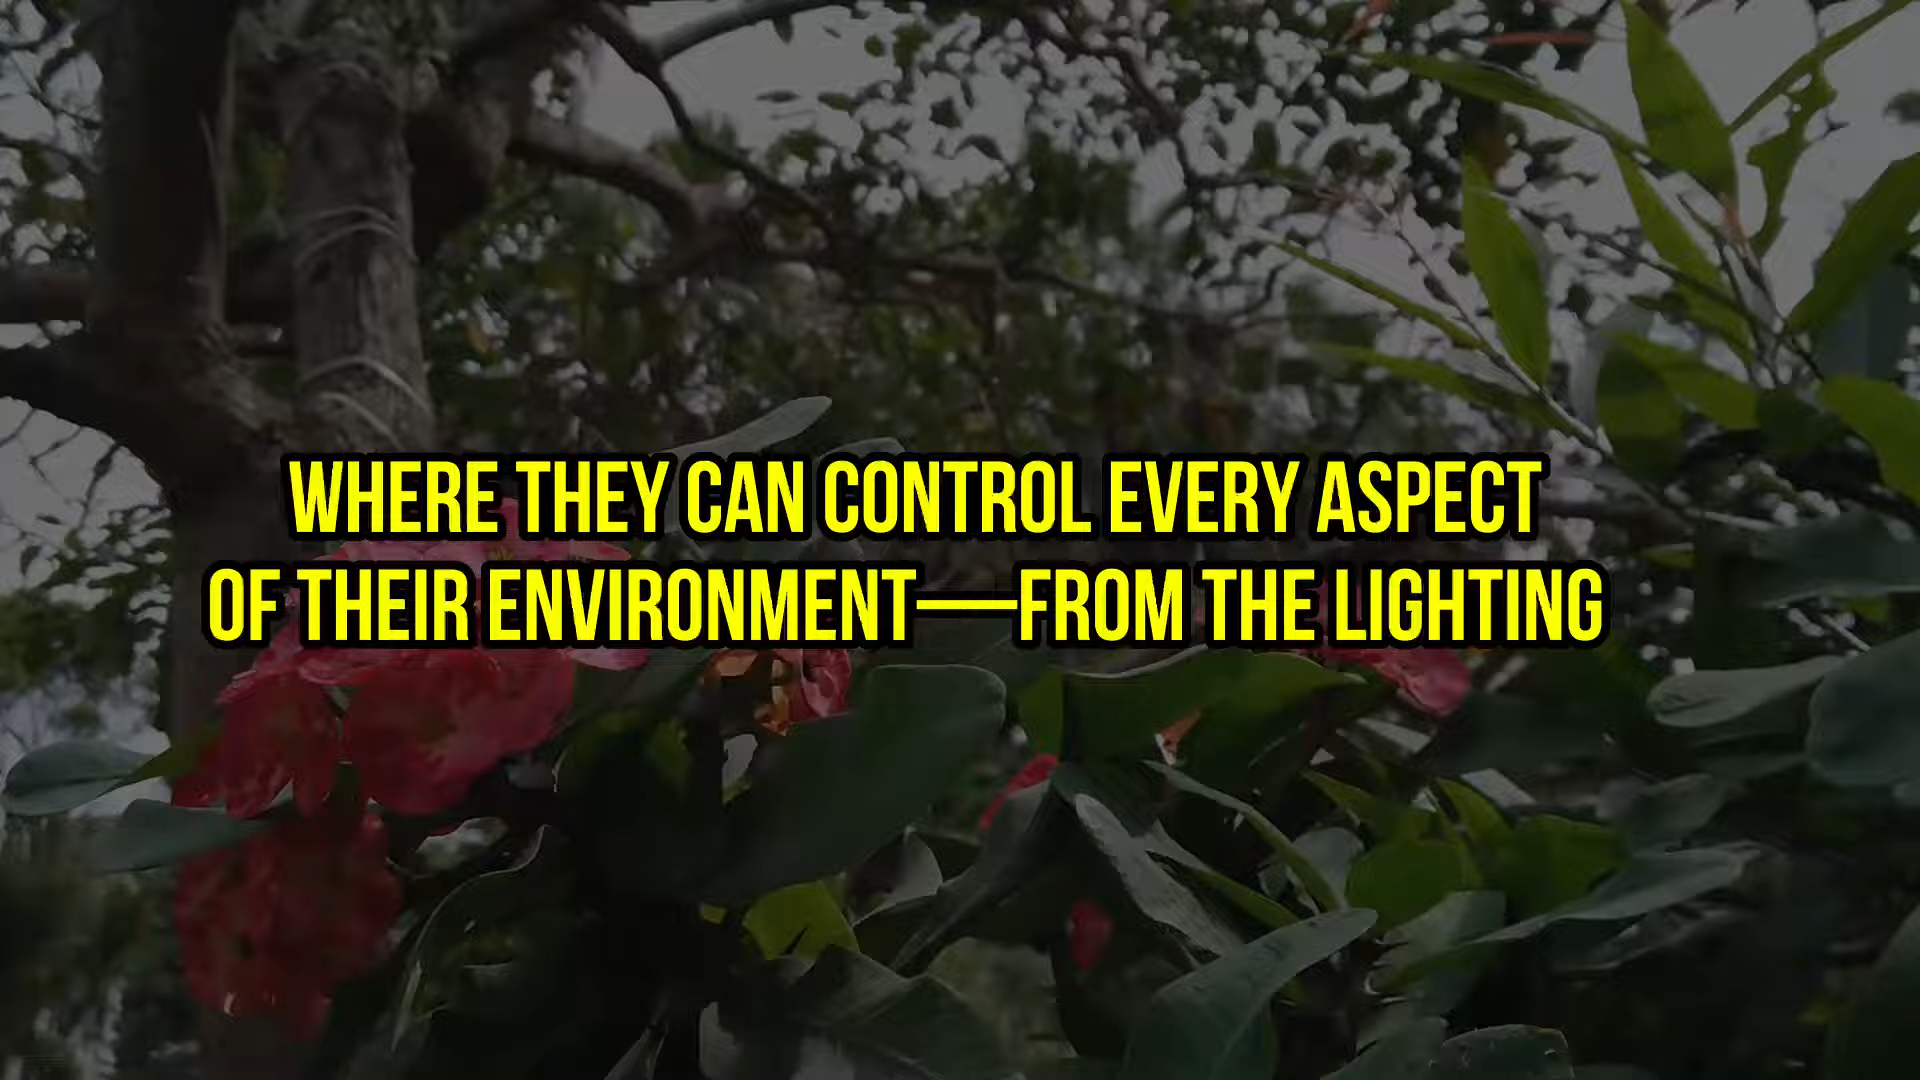 WHERE THEY CAN CONTROL EVERY ASPECT
OF THEIR ENVIRONMENT—FROM THE LIGHTING